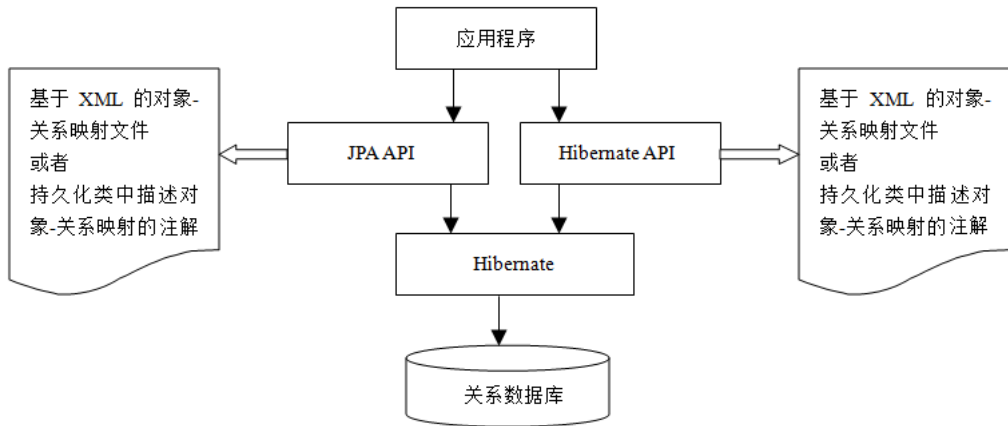 应用程序
基于 XML 的对象-
关系映射文件
或者
持久化类中描述对
象-关系映射的注解
JPA API
Hibernate API
基于 XML 的对象-
关系映射文件
或者
持久化类中描述对
象-关系映射的注解
Hibernate
关系数据库